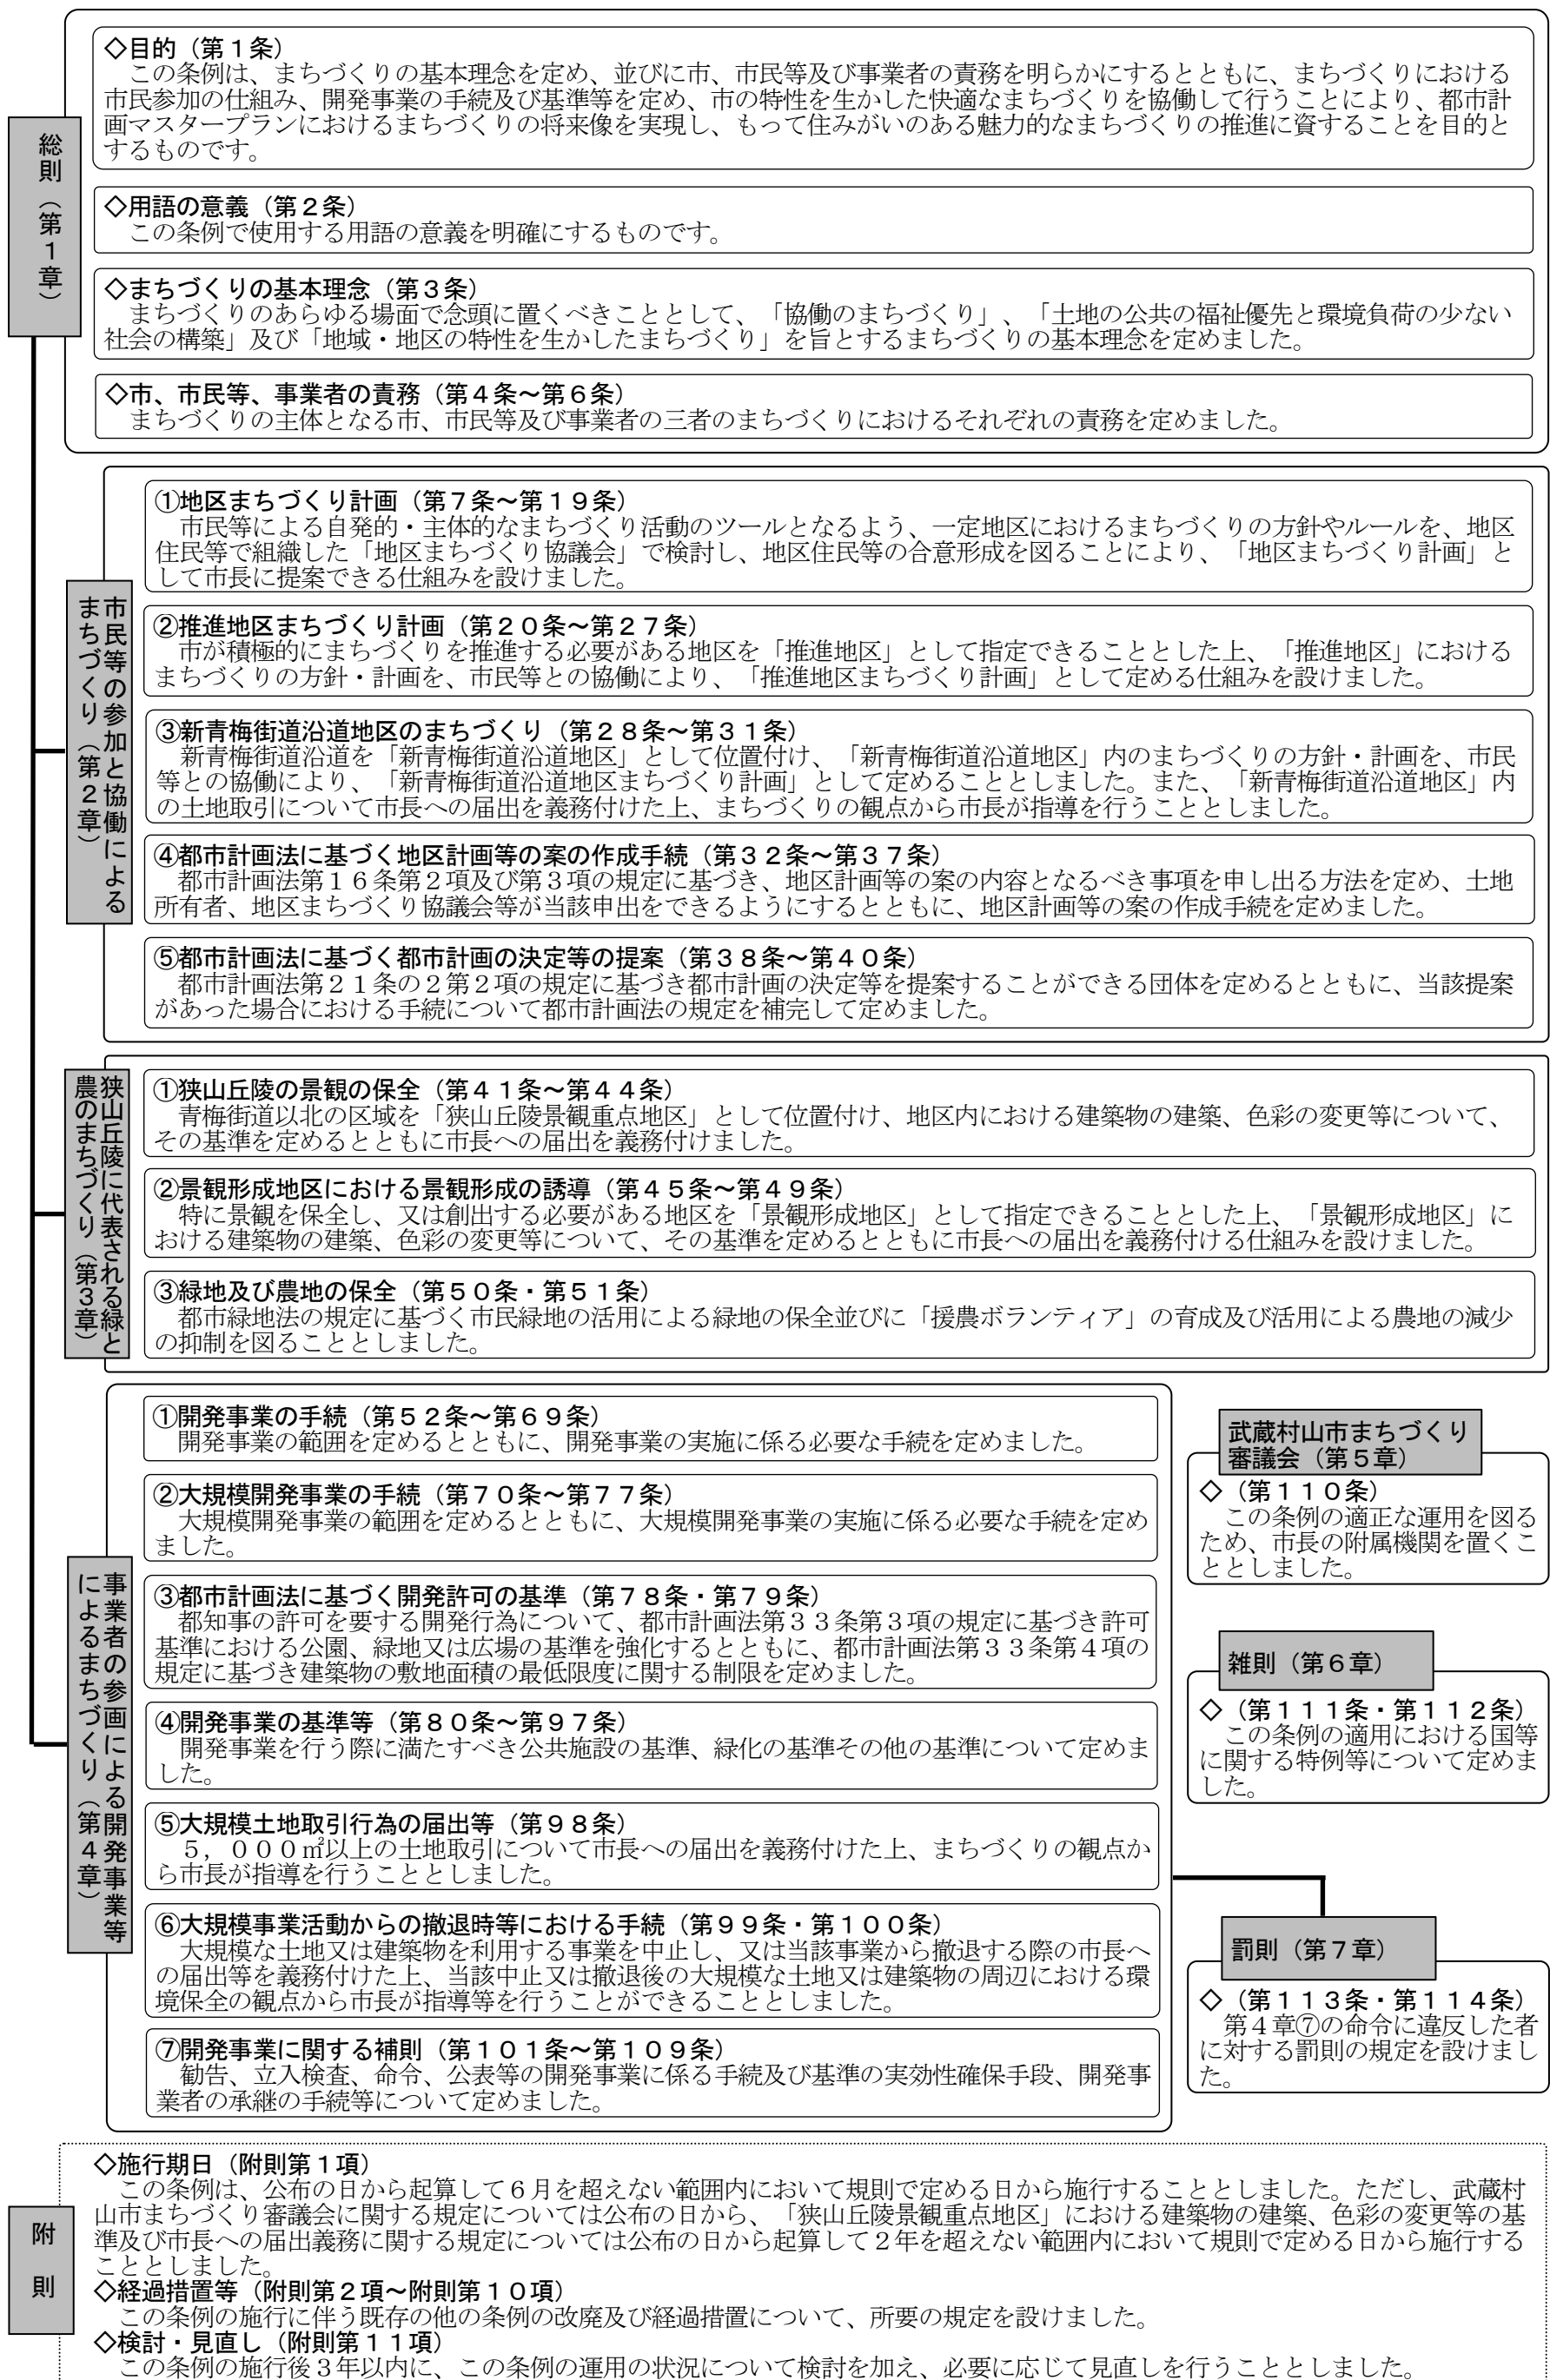 総則（第１章）
◇目的（第１条）
　この条例は、まちづくりの基本理念を定め、並びに市、市民等及び事業者の責務を明らかにするとともに、まちづくりにおける
市民参加の仕組み、開発事業の手続及び基準等を定め、市の特性を生かした快適なまちづくりを協働して行うことにより、都市計
画マスタープランにおけるまちづくりの将来像を実現し、もって住みがいのある魅力的なまちづくりの推進に資することを目的と
するものです。
◇用語の意義（第２条）
　この条例で使用する用語の意義を明確にするものです。
◇まちづくりの基本理念（第３条）
　まちづくりのあらゆる場面で念頭に置くべきこととして、「協働のまちづくり」、「土地の公共の福祉優先と環境負荷の少ない
社会の構築」及び「地域・地区の特性を生かしたまちづくり」を旨とするまちづくりの基本理念を定めました。
◇市、市民等、事業者の責務（第４条～第６条）
　まちづくりの主体となる市、市民等及び事業者の三者のまちづくりにおけるそれぞれの責務を定めました。
市民等の参加と協働による
まちづくり（第２章）
①地区まちづくり計画（第７条～第１９条）
　市民等による自発的・主体的なまちづくり活動のツールとなるよう、一定地区におけるまちづくりの方針やルールを、地区
住民等で組織した「地区まちづくり協議会」で検討し、地区住民等の合意形成を図ることにより、「地区まちづくり計画」と
して市長に提案できる仕組みを設けました。
②推進地区まちづくり計画（第２０条～第２７条）
　市が積極的にまちづくりを推進する必要がある地区を「推進地区」として指定できることとした上、「推進地区」における
まちづくりの方針・計画を、市民等との協働により、「推進地区まちづくり計画」として定める仕組みを設けました。
③新青梅街道沿道地区のまちづくり（第２８条～第３１条）
　新青梅街道沿道を「新青梅街道沿道地区」として位置付け、「新青梅街道沿道地区」内のまちづくりの方針・計画を、市民
等との協働により、「新青梅街道沿道地区まちづくり計画」として定めることとしました。また、「新青梅街道沿道地区」内
の土地取引について市長への届出を義務付けた上、まちづくりの観点から市長が指導を行うこととしました。
④都市計画法に基づく地区計画等の案の作成手続（第３２条～第３７条）
　都市計画法第１６条第２項及び第３項の規定に基づき、地区計画等の案の内容となるべき事項を申し出る方法を定め、土地
所有者、地区まちづくり協議会等が当該申出をできるようにするとともに、地区計画等の案の作成手続を定めました。
⑤都市計画法に基づく都市計画の決定等の提案（第３８条～第４０条）
　都市計画法第２１条の２第２項の規定に基づき都市計画の決定等を提案することができる団体を定めるとともに、当該提案
があった場合における手続について都市計画法の規定を補完して定めました。
狭山丘陵に代表される緑と
農のまちづくり（第３章）
①狭山丘陵の景観の保全（第４１条～第４４条）
　青梅街道以北の区域を「狭山丘陵景観重点地区」として位置付け、地区内における建築物の建築、色彩の変更等について、
その基準を定めるとともに市長への届出を義務付けました。
②景観形成地区における景観形成の誘導（第４５条～第４９条）
　特に景観を保全し、又は創出する必要がある地区を「景観形成地区」として指定できることとした上、「景観形成地区」に
おける建築物の建築、色彩の変更等について、その基準を定めるとともに市長への届出を義務付ける仕組みを設けました。
③緑地及び農地の保全（第５０条・第５１条）
　都市緑地法の規定に基づく市民緑地の活用による緑地の保全並びに「援農ボランティア」の育成及び活用による農地の減少
の抑制を図ることとしました。
事業者の参画による開発事業等
によるまちづくり（第４章）
①開発事業の手続（第５２条～第６９条）
　開発事業の範囲を定めるとともに、開発事業の実施に係る必要な手続を定めました。
②大規模開発事業の手続（第７０条～第７７条）
　大規模開発事業の範囲を定めるとともに、大規模開発事業の実施に係る必要な手続を定め
ました。
③都市計画法に基づく開発許可の基準（第７８条・第７９条）
　都知事の許可を要する開発行為について、都市計画法第３３条第３項の規定に基づき許可
基準における公園、緑地又は広場の基準を強化するとともに、都市計画法第３３条第４項の
規定に基づき建築物の敷地面積の最低限度に関する制限を定めました。
④開発事業の基準等（第８０条～第９７条）
　開発事業を行う際に満たすべき公共施設の基準、緑化の基準その他の基準について定めま
した。
⑤大規模土地取引行為の届出等（第９８条）
　５，０００㎡以上の土地取引について市長への届出を義務付けた上、まちづくりの観点か
ら市長が指導を行うこととしました。
⑥大規模事業活動からの撤退時等における手続（第９９条・第１００条）
　大規模な土地又は建築物を利用する事業を中止し、又は当該事業から撤退する際の市長へ
の届出等を義務付けた上、当該中止又は撤退後の大規模な土地又は建築物の周辺における環
境保全の観点から市長が指導等を行うことができることとしました。
⑦開発事業に関する補則（第１０１条～第１０９条）
　勧告、立入検査、命令、公表等の開発事業に係る手続及び基準の実効性確保手段、開発事
業者の承継の手続等について定めました。
武蔵村山市まちづくり
審議会（第５章）
◇（第１１０条）
　この条例の適正な運用を図る
ため、市長の附属機関を置くこ
ととしました。
雑則（第６章）
◇（第１１１条・第１１２条）
　この条例の適用における国等
に関する特例等について定めま
した。
罰則（第７章）
◇（第１１３条・第１１４条）
　第４章⑦の命令に違反した者
に対する罰則の規定を設けまし
た。
附則
◇施行期日（附則第１項）
　この条例は、公布の日から起算して６月を超えない範囲内において規則で定める日から施行することとしました。ただし、武蔵村
山市まちづくり審議会に関する規定については公布の日から、「狭山丘陵景観重点地区」における建築物の建築、色彩の変更等の基
準及び市長への届出義務に関する規定については公布の日から起算して２年を超えない範囲内において規則で定める日から施行する
こととしました。
◇経過措置等（附則第２項～附則第１０項）
　この条例の施行に伴う既存の他の条例の改廃及び経過措置について、所要の規定を設けました。
◇検討・見直し（附則第１１項）
　この条例の施行後３年以内に、この条例の運用の状況について検討を加え、必要に応じて見直しを行うこととしました。